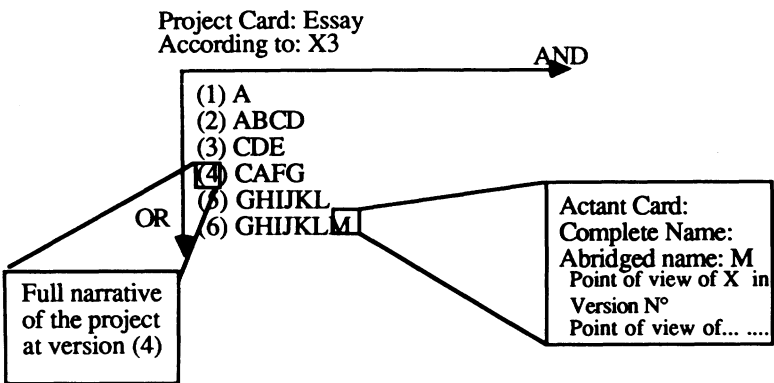 Project Card: Essay
According to: X3
AND
(1) A
(2) ABCD
(3) CDE
(4) CAFG
(5) GHIJKL
OR
(6) GHIJKLM
Full narrative
of the project
at version (4)
Actant Card:
Complete Name:
Abridged name: M
Point of view of X in
Version N°
Point of view of... ....